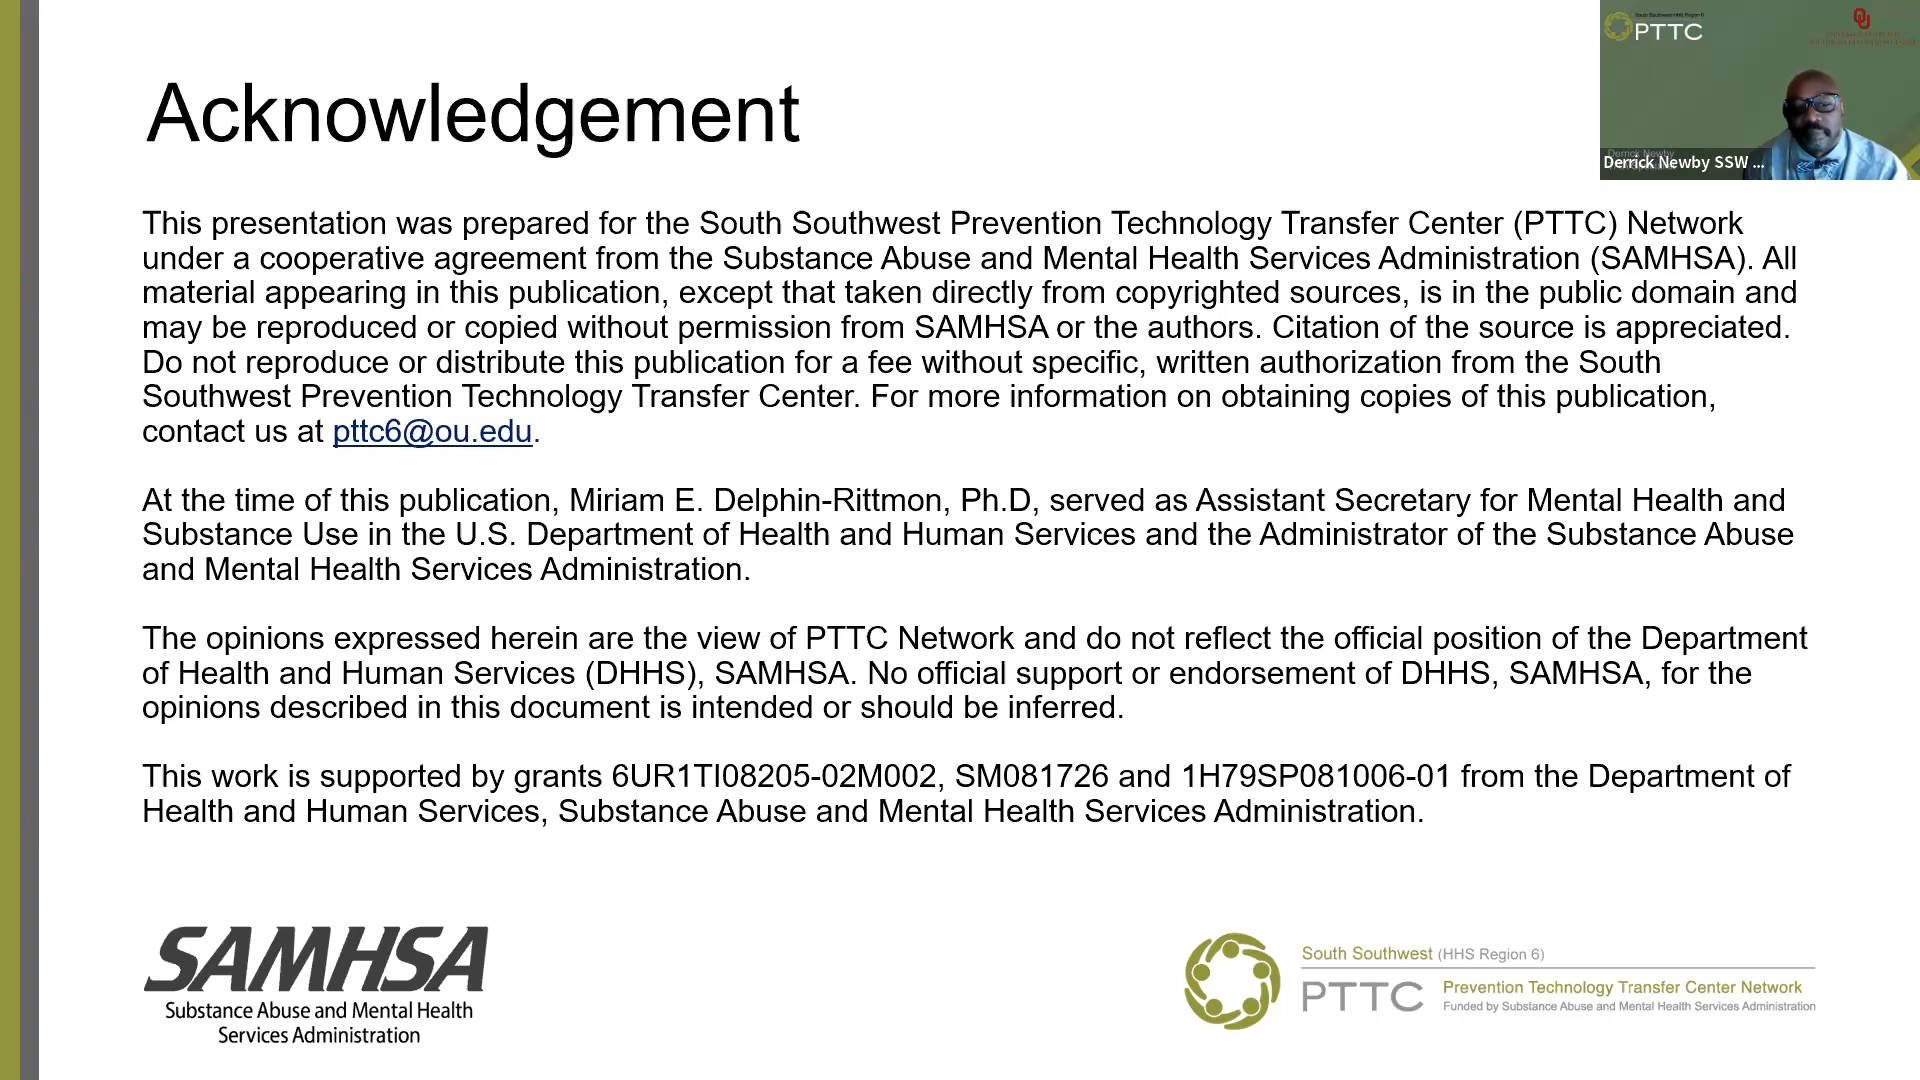 South Southwest HHS Region 6
PTTC
OU
Acknowledgement
Derrick Newby
Derrick Newby SSW ...
This presentation was prepared for the South Southwest Prevention Technology Transfer Center (PTTC) Network
under a cooperative agreement from the Substance Abuse and Mental Health Services Administration (SAMHSA). All
material appearing in this publication, except that taken directly from copyrighted sources, is in the public domain and
may be reproduced or copied without permission from SAMHSA or the authors. Citation of the source is appreciated.
Do not reproduce or distribute this publication for a fee without specific, written authorization from the South
Southwest Prevention Technology Transfer Center. For more information on obtaining copies of this publication,
contact us at pttc6@ou.edu.
At the time of this publication, Miriam E. Delphin-Rittmon, Ph.D, served as Assistant Secretary for Mental Health and
Substance Use in the U.S. Department of Health and Human Services and the Administrator of the Substance Abuse
and Mental Health Services Administration.
The opinions expressed herein are the view of PTTC Network and do not reflect the official position of the Department
of Health and Human Services (DHHS), SAMHSA. No official support or endorsement of DHHS, SAMHSA, for the
opinions described in this document is intended or should be inferred.
This work is supported by grants 6UR1TI08205-02M002, SM081726 and 1H79SP081006-01 from the Department of
Health and Human Services, Substance Abuse and Mental Health Services Administration.
SAMHSA
Substance Abuse and Mental Health
Services Administration
South Southwest (HHS Region 6)
PTTC
Prevention Technology Transfer Center Network
Funded by Substance Abuse and Mental Health Services Administration